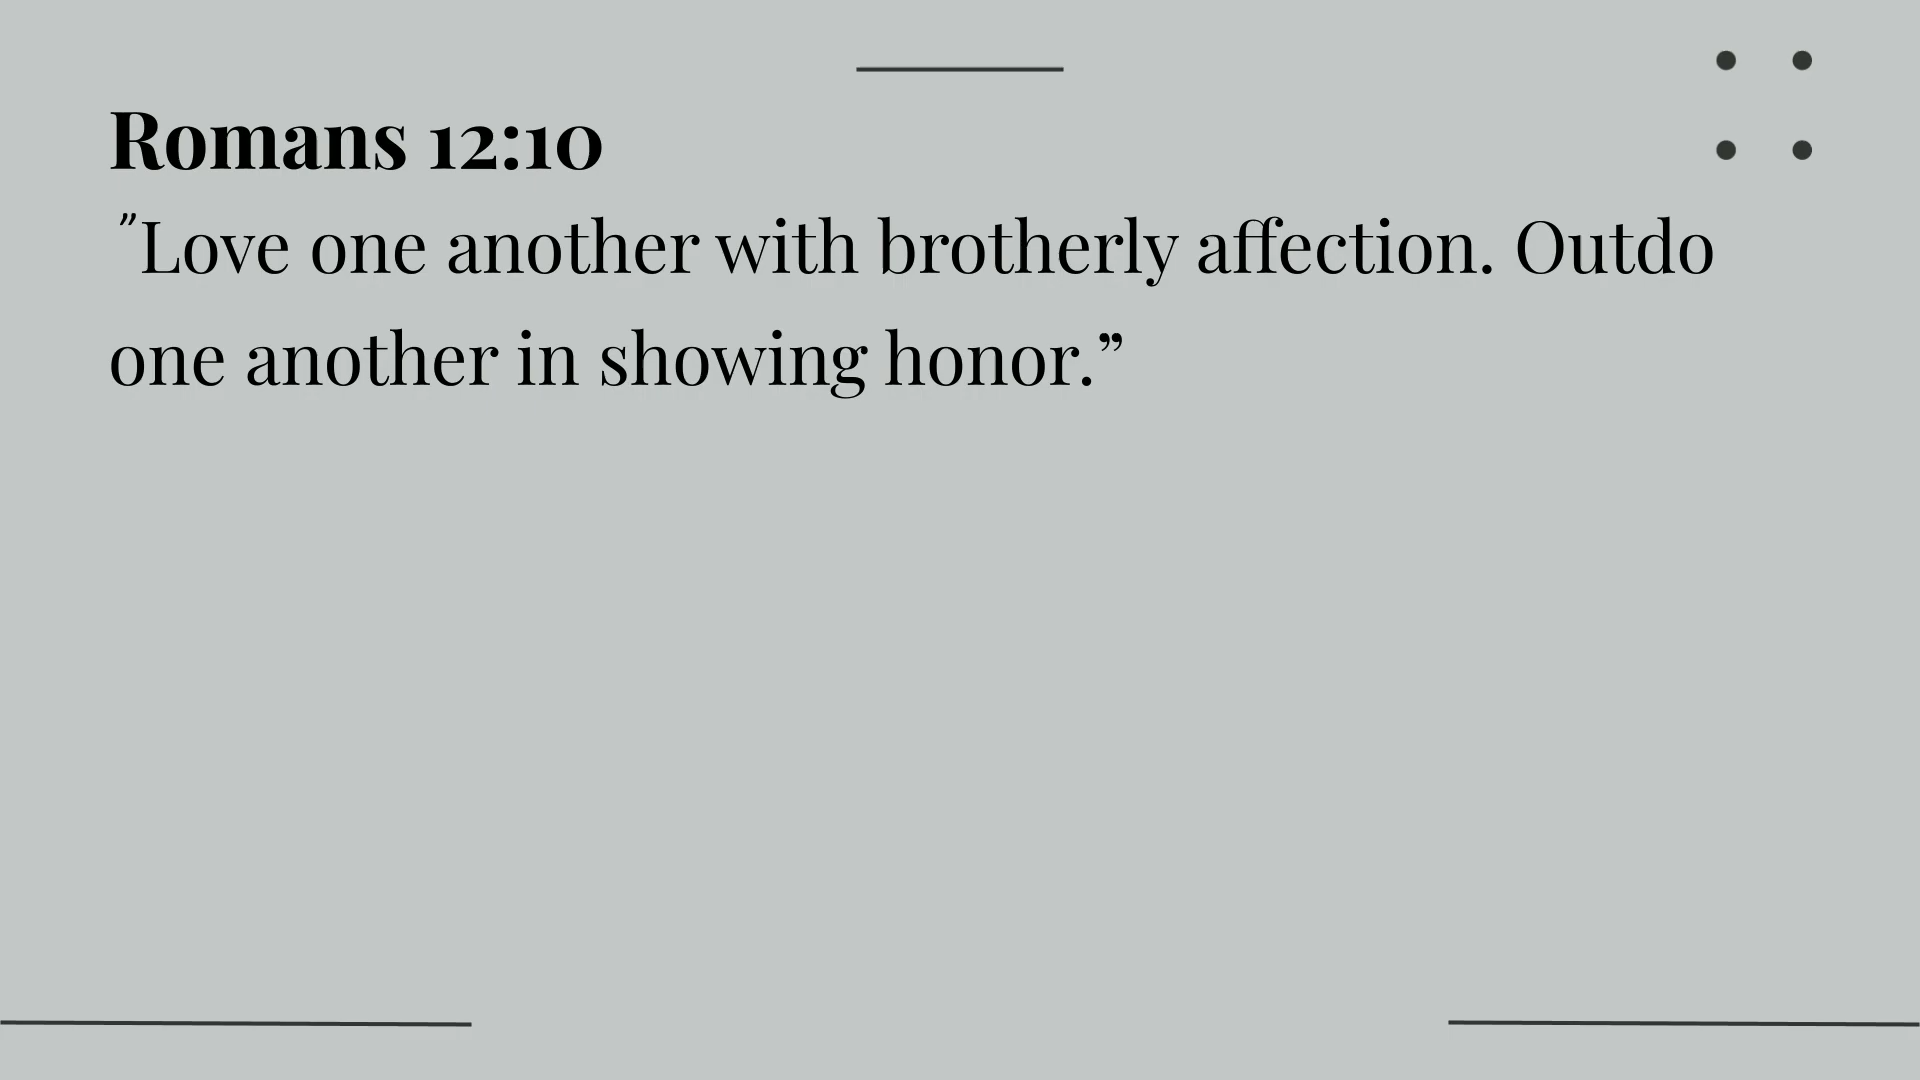 Romans 12:10
"Love one another with brotherly affection. Outdo
one another in showing honor.”